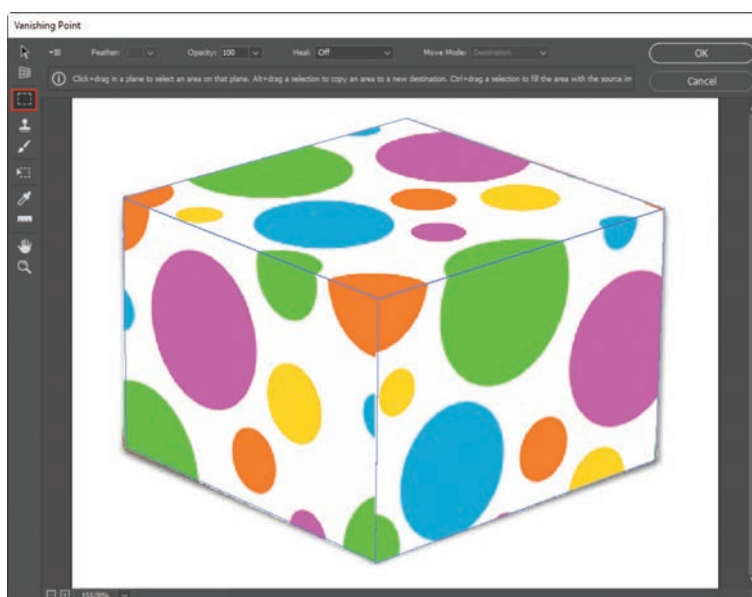 Vanishing Point
Feather: 1 Opacity: 100 Heal: Off Move Mode: Destination
OK
Click+drag in a plane to select an area on that plane. Alt+drag a selection to copy an area to a new destination. Ctrl+drag a selection to fill the area with the source im
Cancel